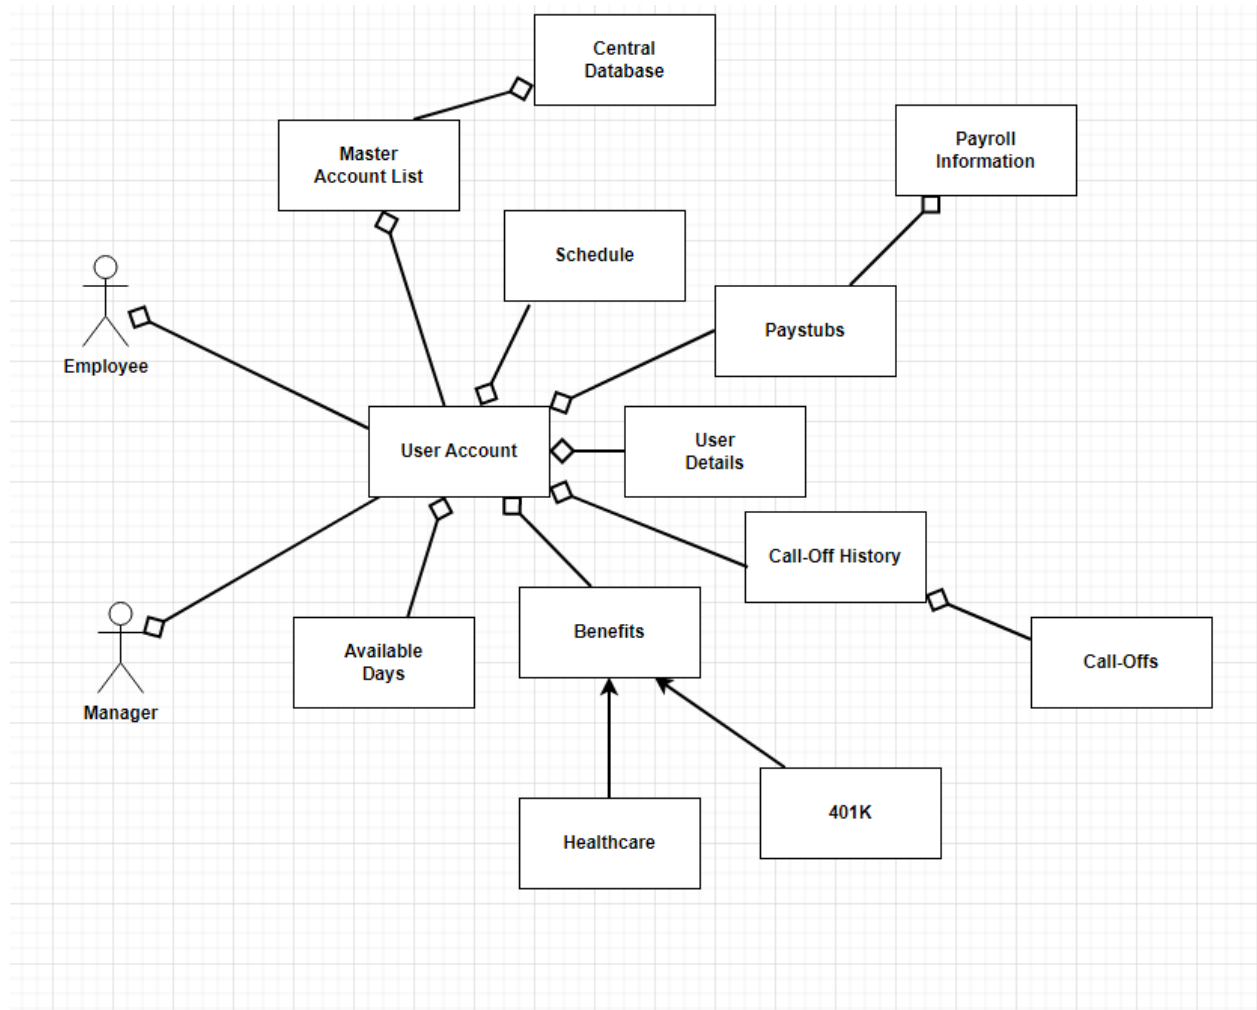 Central
Database
Master
Account List
Payroll
Information
Schedule
Employee
Paystubs
User Account
User
Details
Call-Off History
Manager
Available
Days
Benefits
Call-Offs
Healthcare
401K